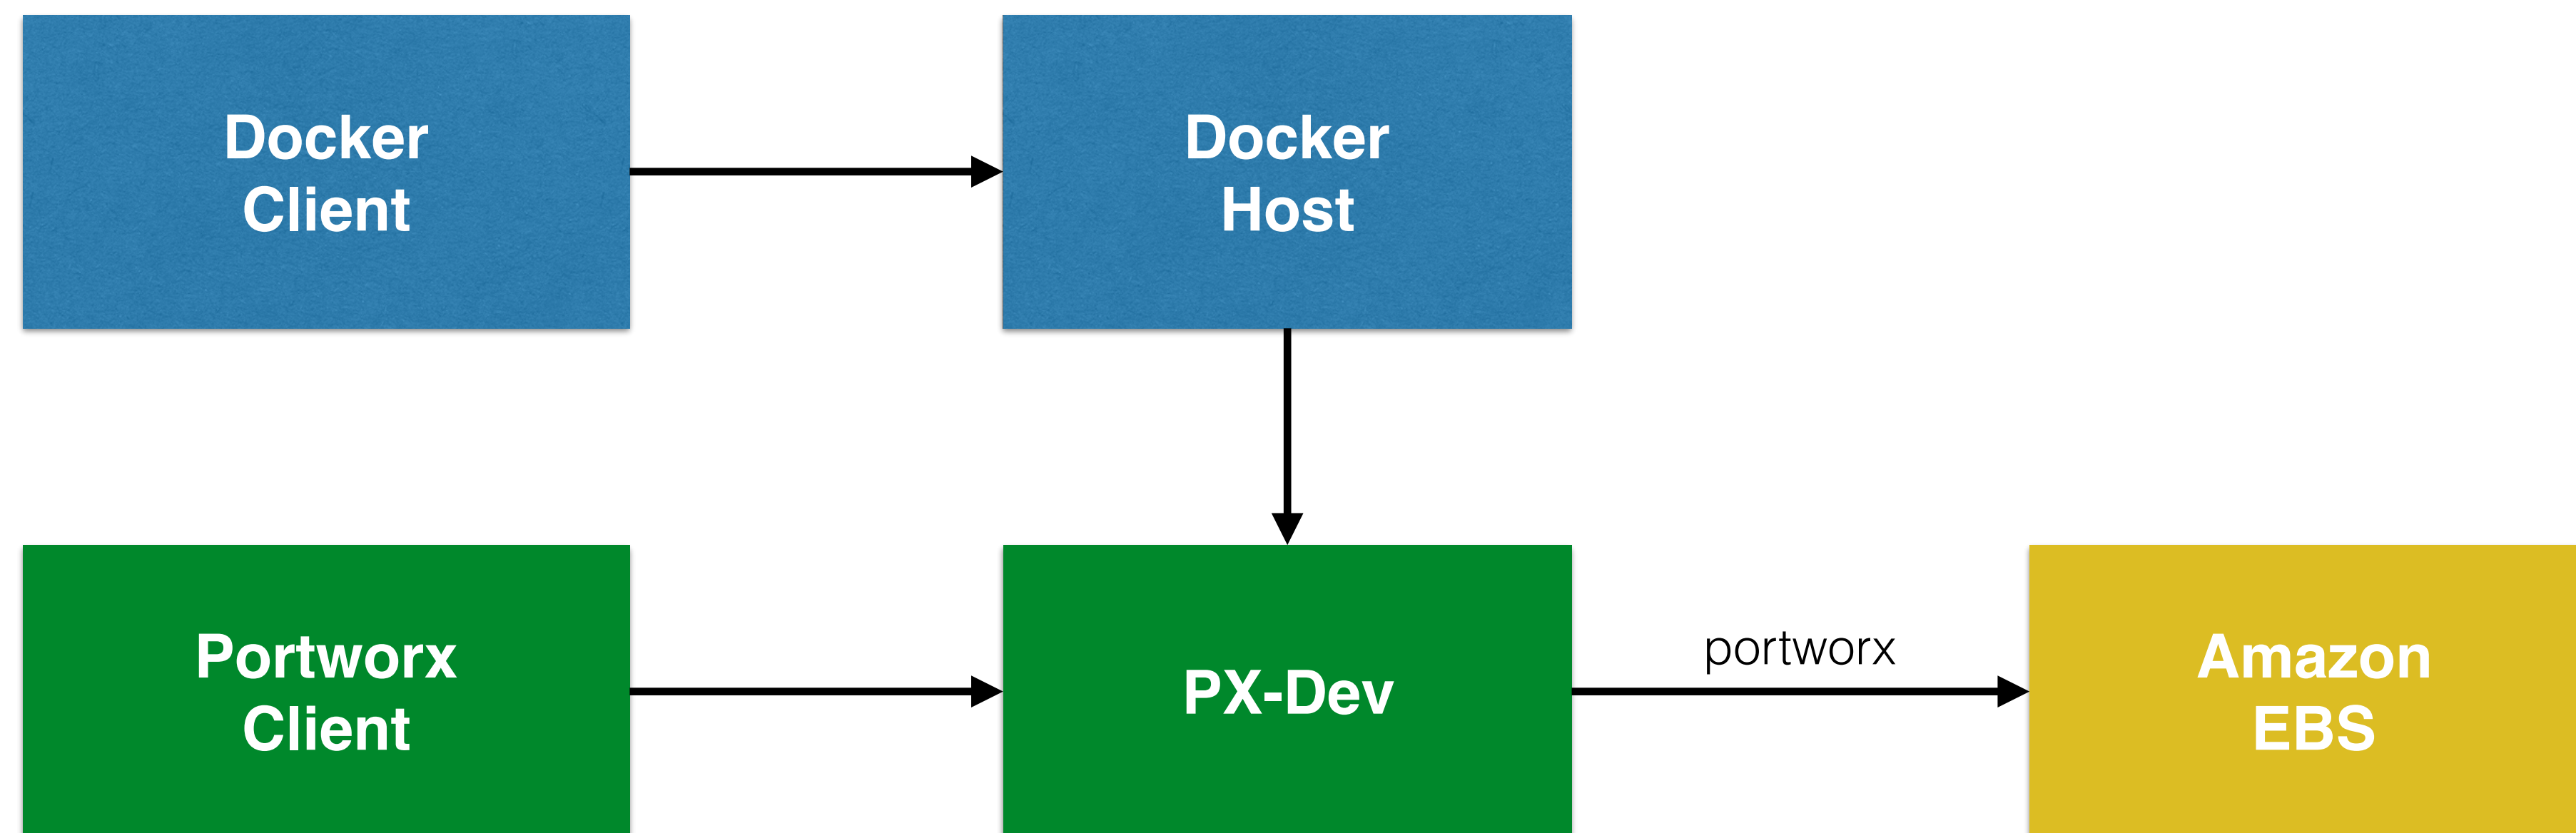 Docker
Client
Docker
Host
Portworx
Client
PX-Dev
portworx
Amazon
EBS